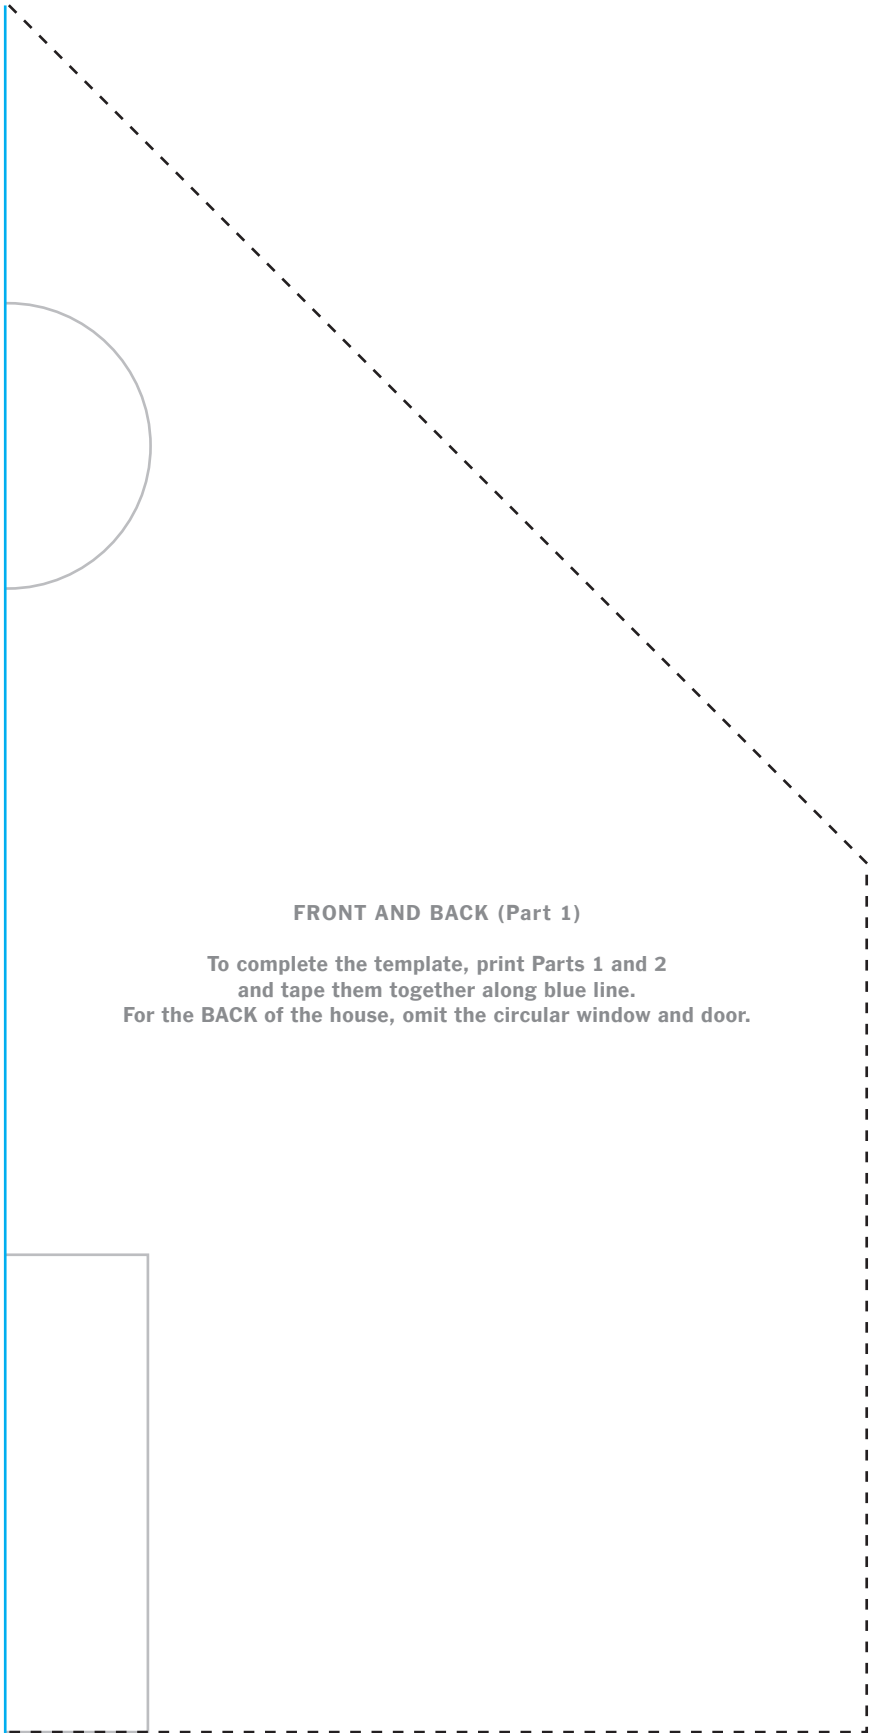 FRONT AND BACK (Part 1)
To complete the template, print Parts 1 and 2
and tape them together along blue line.
For the BACK of the house, omit the circular window and door.